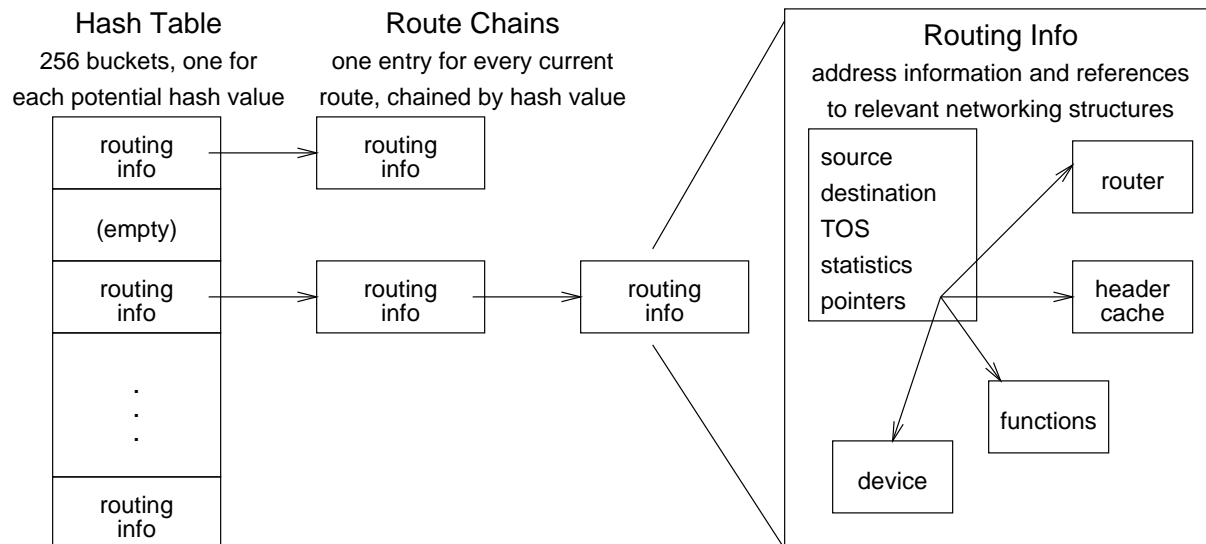 Hash Table
256 buckets, one for
each potential hash value
routing
info
(empty)
routing
info
.
.
.
routing
info
Route Chains
one entry for every current
route, chained by hash value
routing
info
routing
info
routing
info
Routing Info
address information and references
to relevant networking structures
source
destination
TOS
statistics
pointers
router
header
cache
functions
device